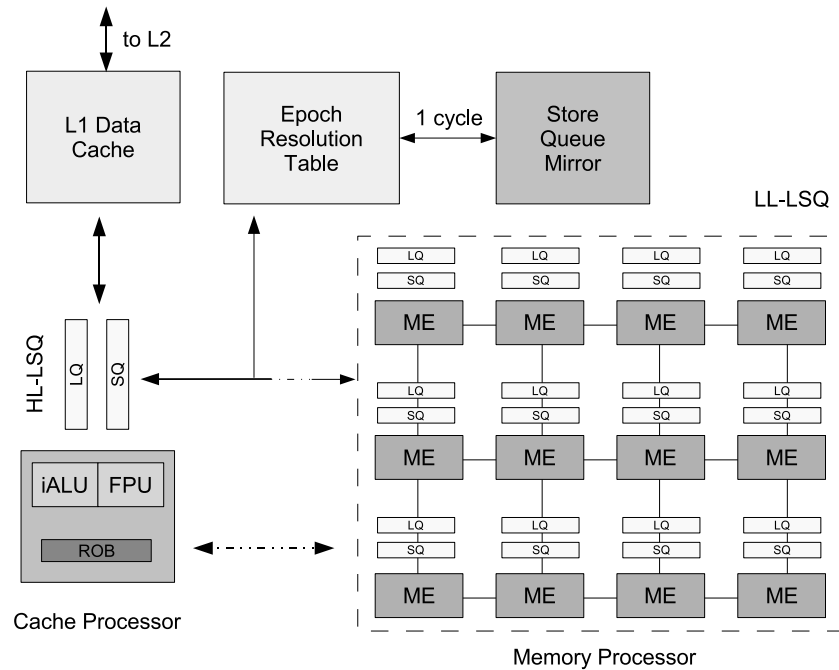 to L2
L1 Data
Cache
Epoch
Resolution
Table
1 cycle
Store
Queue
Mirror
LL-LSQ
HL-LSQ
LQ
SQ
LQ LQ LQ LQ
SQ SQ SQ SQ
ME ME ME ME
LQ LQ LQ LQ
SQ SQ SQ SQ
ME ME ME ME
LQ LQ LQ LQ
SQ SQ SQ SQ
ME ME ME ME
iALU FPU
ROB
Cache Processor
Memory Processor